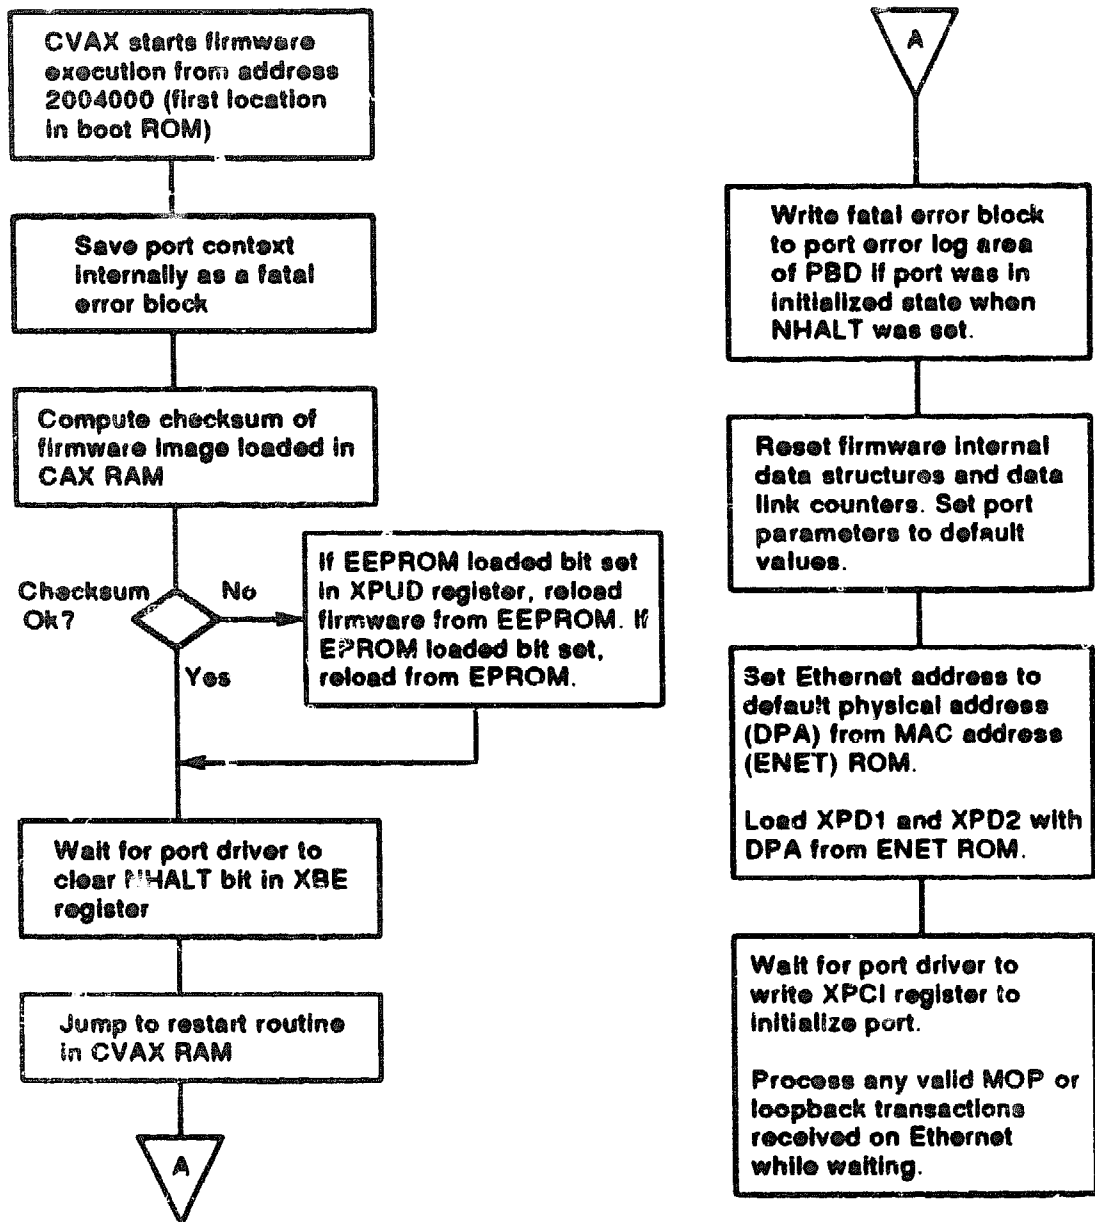 CVAX starts firmware
execution from address
2004000 (first location
in boot ROM)
Save port context
internally as a fatal
error block
Compute checksum of
firmware image loaded in
CAX RAM
Checksum
Ok?
No
Yes
If EEPROM loaded bit set
in XPUD register, reload
firmware from EEPROM. If
EPROM loaded bit set,
reload from EPROM.
Wait for port driver to
clear NHALT bit in XBE
register
Jump to restart routine
in CVAX RAM
A
A
Write fatal error block
to port error log area
of PBD if port was in
initialized state when
NHALT was set.
Reset firmware internal
data structures and data
link counters. Set port
parameters to default
values.
Set Ethernet address to
default physical address
(DPA) from MAC address
(ENET) ROM.
Load XPD1 and XPD2 with
DPA from ENET ROM.
Wait for port driver to
write XPCI register to
initialize port.
Process any valid MOP or
loopback transactions
received on Ethernet
while waiting.